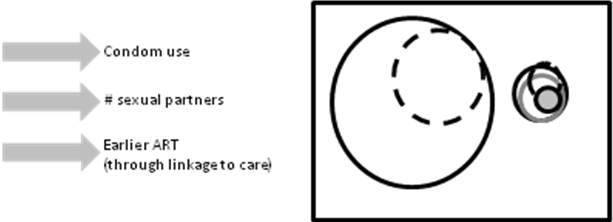 Condom use
# sexual partners
Earlier ART
(through linkage to care)